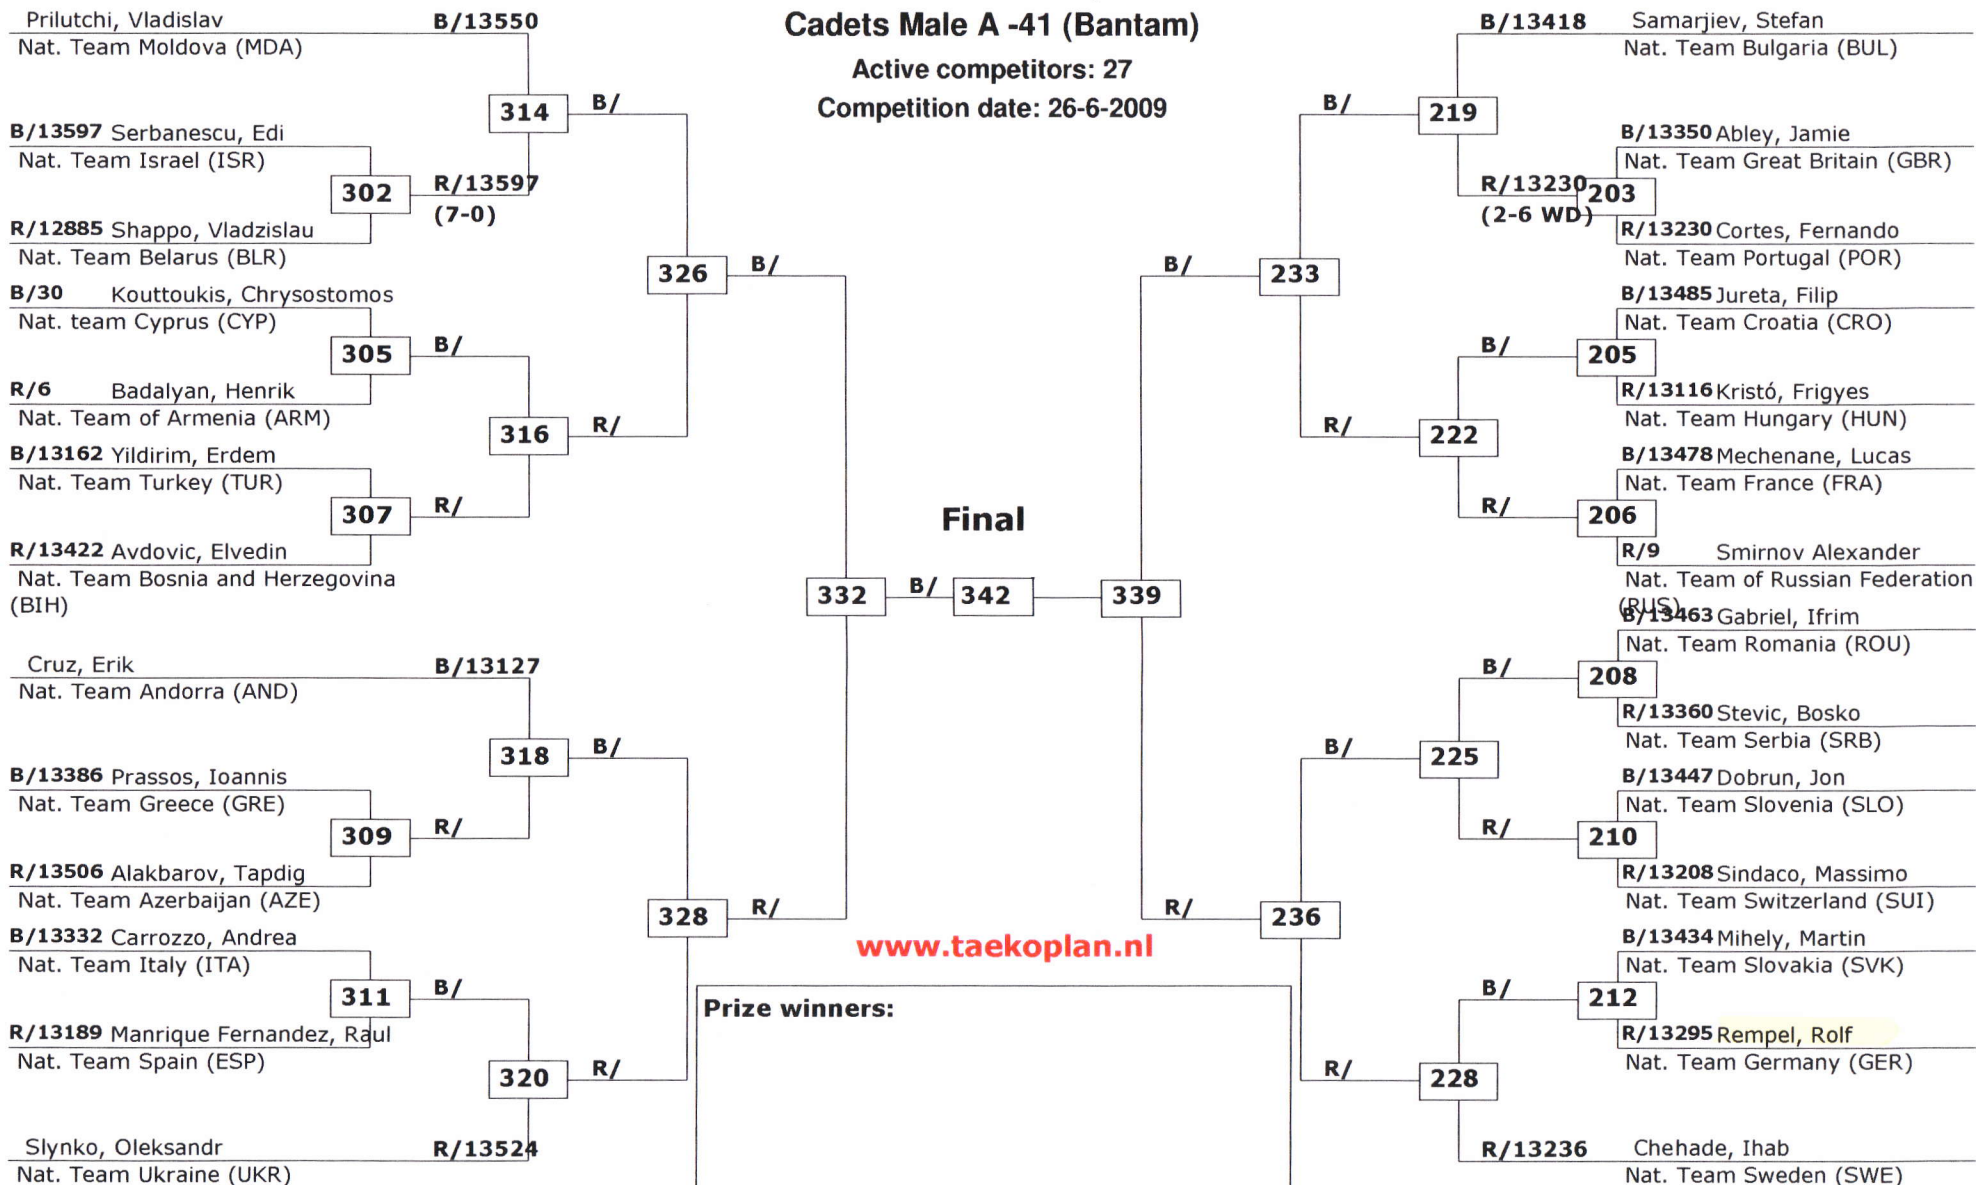 Cadets Male A -41 (Bantam)
Active competitors: 27
Competition date: 26-6-2009
Prilutchi, Vladislav B/13550
Nat. Team Moldova (MDA)
314 B/
B/13597 Serbanescu, Edi
Nat. Team Israel (ISR)
302 R/13597
(7-0)
R/12885 Shappo, Vladzislau
Nat. Team Belarus (BLR)
326 B/
B/30 Kouttoukis, Chrysostomos
Nat. team Cyprus (CYP)
305 B/
R/6 Badalyan, Henrik
Nat. Team of Armenia (ARM)
316 R/
B/13162 Yildirim, Erdem
Nat. Team Turkey (TUR)
307 R/
R/13422 Avdovic, Elvedin
Nat. Team Bosnia and Herzegovina
(BIH)
Final
332 B/ 342 339
Cruz, Erik B/13127
Nat. Team Andorra (AND)
318 B/
B/13386 Prassos, Ioannis
Nat. Team Greece (GRE)
309 R/
R/13506 Alakbarov, Tapdig
Nat. Team Azerbaijan (AZE)
328 R/
B/13332 Carrozzo, Andrea
Nat. Team Italy (ITA)
311 B/
R/13189 Manrique Fernandez, Raul
Nat. Team Spain (ESP)
320 R/
Slynko, Oleksandr R/13524
Nat. Team Ukraine (UKR)
B/13418 Samarjiev, Stefan
Nat. Team Bulgaria (BUL)
B/ 219
B/13350 Abley, Jamie
Nat. Team Great Britain (GBR)
R/13230 203
(2-6 WD)
R/13230 Cortes, Fernando
Nat. Team Portugal (POR)
B/ 233
B/13485 Jureta, Filip
Nat. Team Croatia (CRO)
B/ 205
R/13116 Kristó, Frigyes
Nat. Team Hungary (HUN)
R/ 222
B/13478 Mechenane, Lucas
Nat. Team France (FRA)
R/ 206
R/9 Smirnov Alexander
Nat. Team of Russian Federation
(RUS)
B/13463 Gabriel, Ifrim
Nat. Team Romania (ROU)
B/ 208
R/13360 Stevic, Bosko
Nat. Team Serbia (SRB)
B/ 225
B/13447 Dobrun, Jon
Nat. Team Slovenia (SLO)
R/ 210
R/13208 Sindaco, Massimo
Nat. Team Switzerland (SUI)
R/ 236
B/13434 Mihely, Martin
Nat. Team Slovakia (SVK)
B/ 212
R/13295 Rempel, Rolf
Nat. Team Germany (GER)
R/ 228
R/13236 Chehade, Ihab
Nat. Team Sweden (SWE)
www.taekoplan.nl
Prize winners: